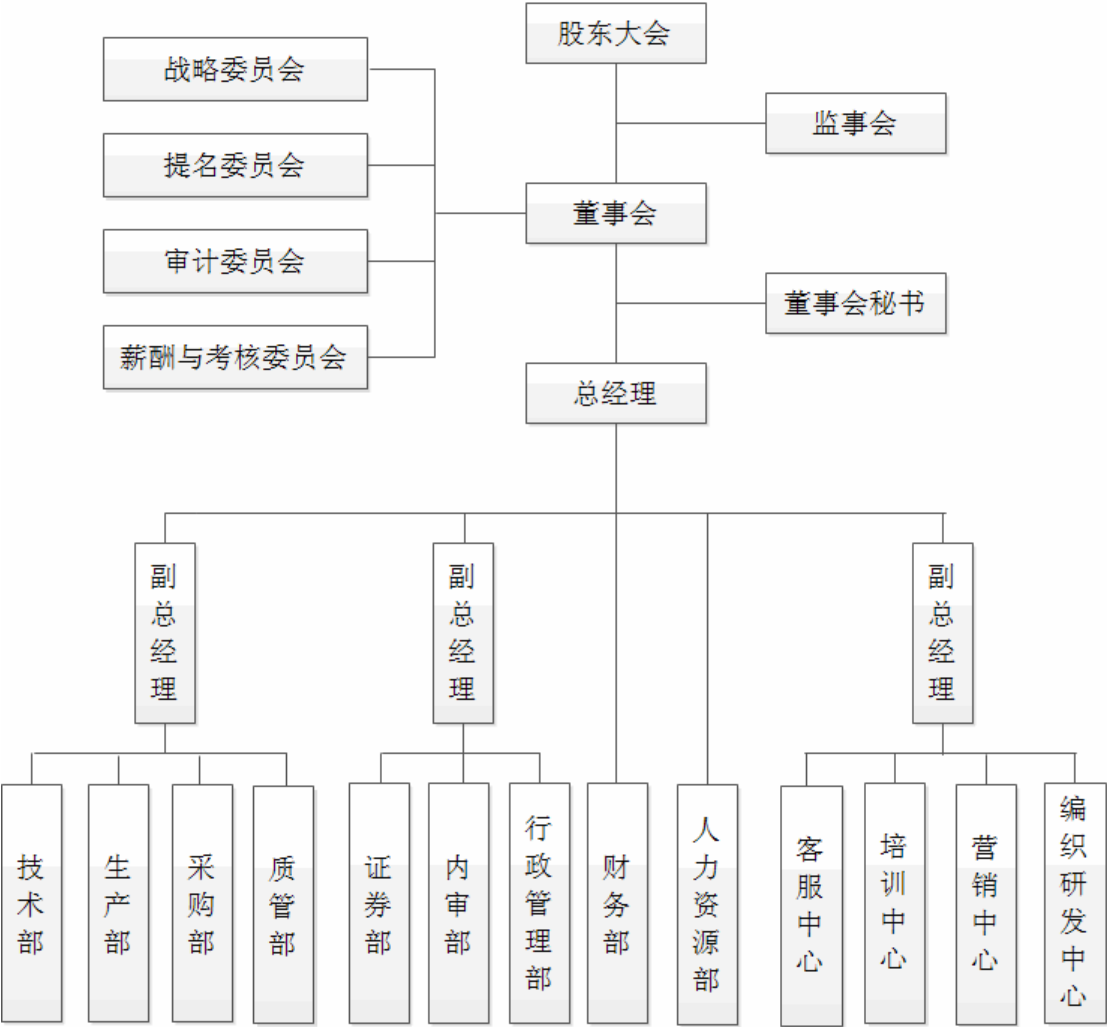 股东大会
战略委员会
监事会
提名委员会
董事会
审计委员会
董事会秘书
薪酬与考核委员会
总经理
副总经理
副总经理
副总经理
技术部
生产部
采购部
质管部
证券部
内审部
行政管理部
财务部
人力资源部
客服中心
培训中心
营销中心
编织研发中心